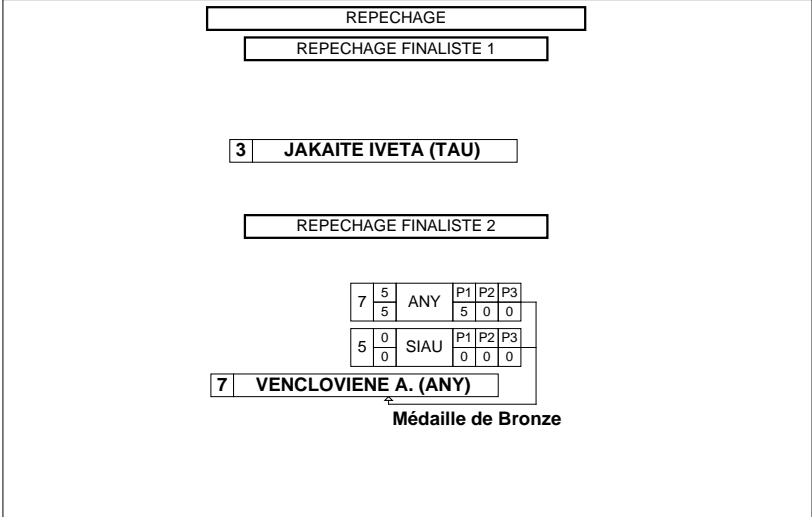 REPECHAGE
REPECHAGE FINALISTE 1
3 JAKAITE IVETA (TAU)
REPECHAGE FINALISTE 2
7 5 ANY P1 P2 P3
5 5 0 0
5 0 SIAU P1 P2 P3
0 0 0 0
7 VENCLOVIENE A. (ANY)
Médaille de Bronze